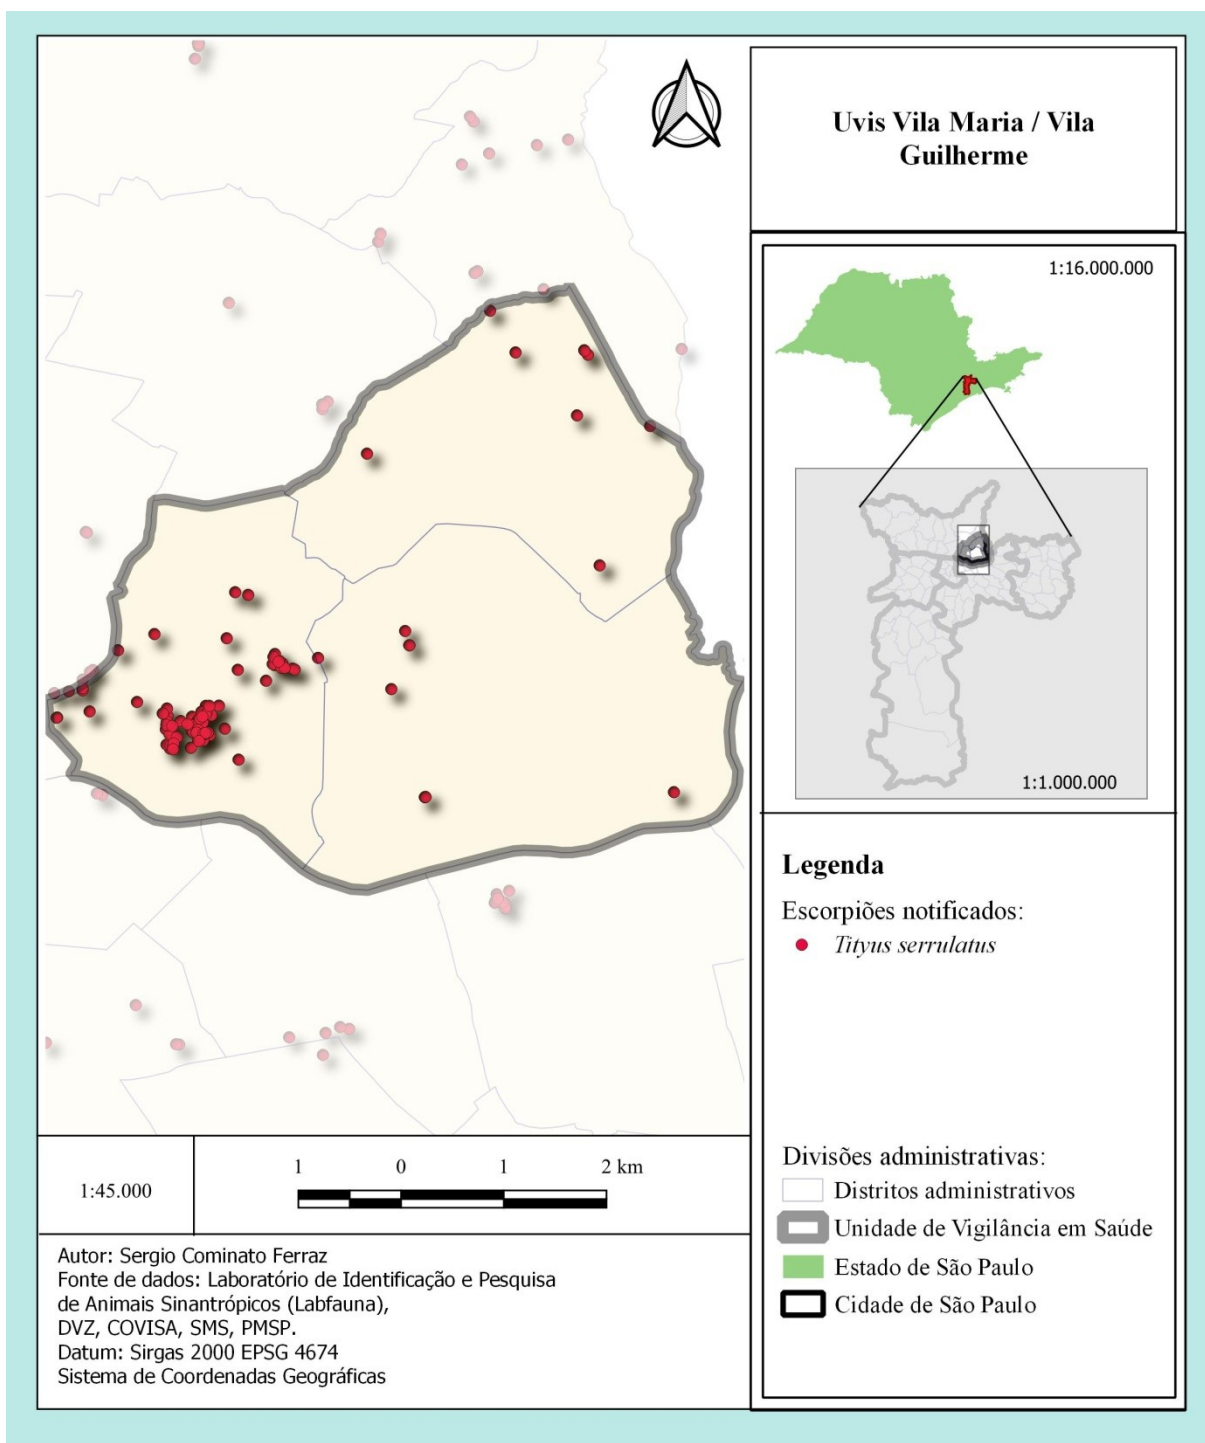 Uvis Vila Maria / Vila
Guilherme
1:16.000.000
1:1.000.000
Legenda
Escorpiões notificados:
Tityus serrulatus
Divisões administrativas:
Distritos administrativos
Unidade de Vigilância em Saúde
Estado de São Paulo
Cidade de São Paulo
1:45.000
1 0 1 2 km
Autor: Sergio Cominato Ferraz
Fonte de dados: Laboratório de Identificação e Pesquisa
de Animais Sinantrópicos (Labfauna),
DVZ, COVISA, SMS, PMSP.
Datum: Sirgas 2000 EPSG 4674
Sistema de Coordenadas Geográficas